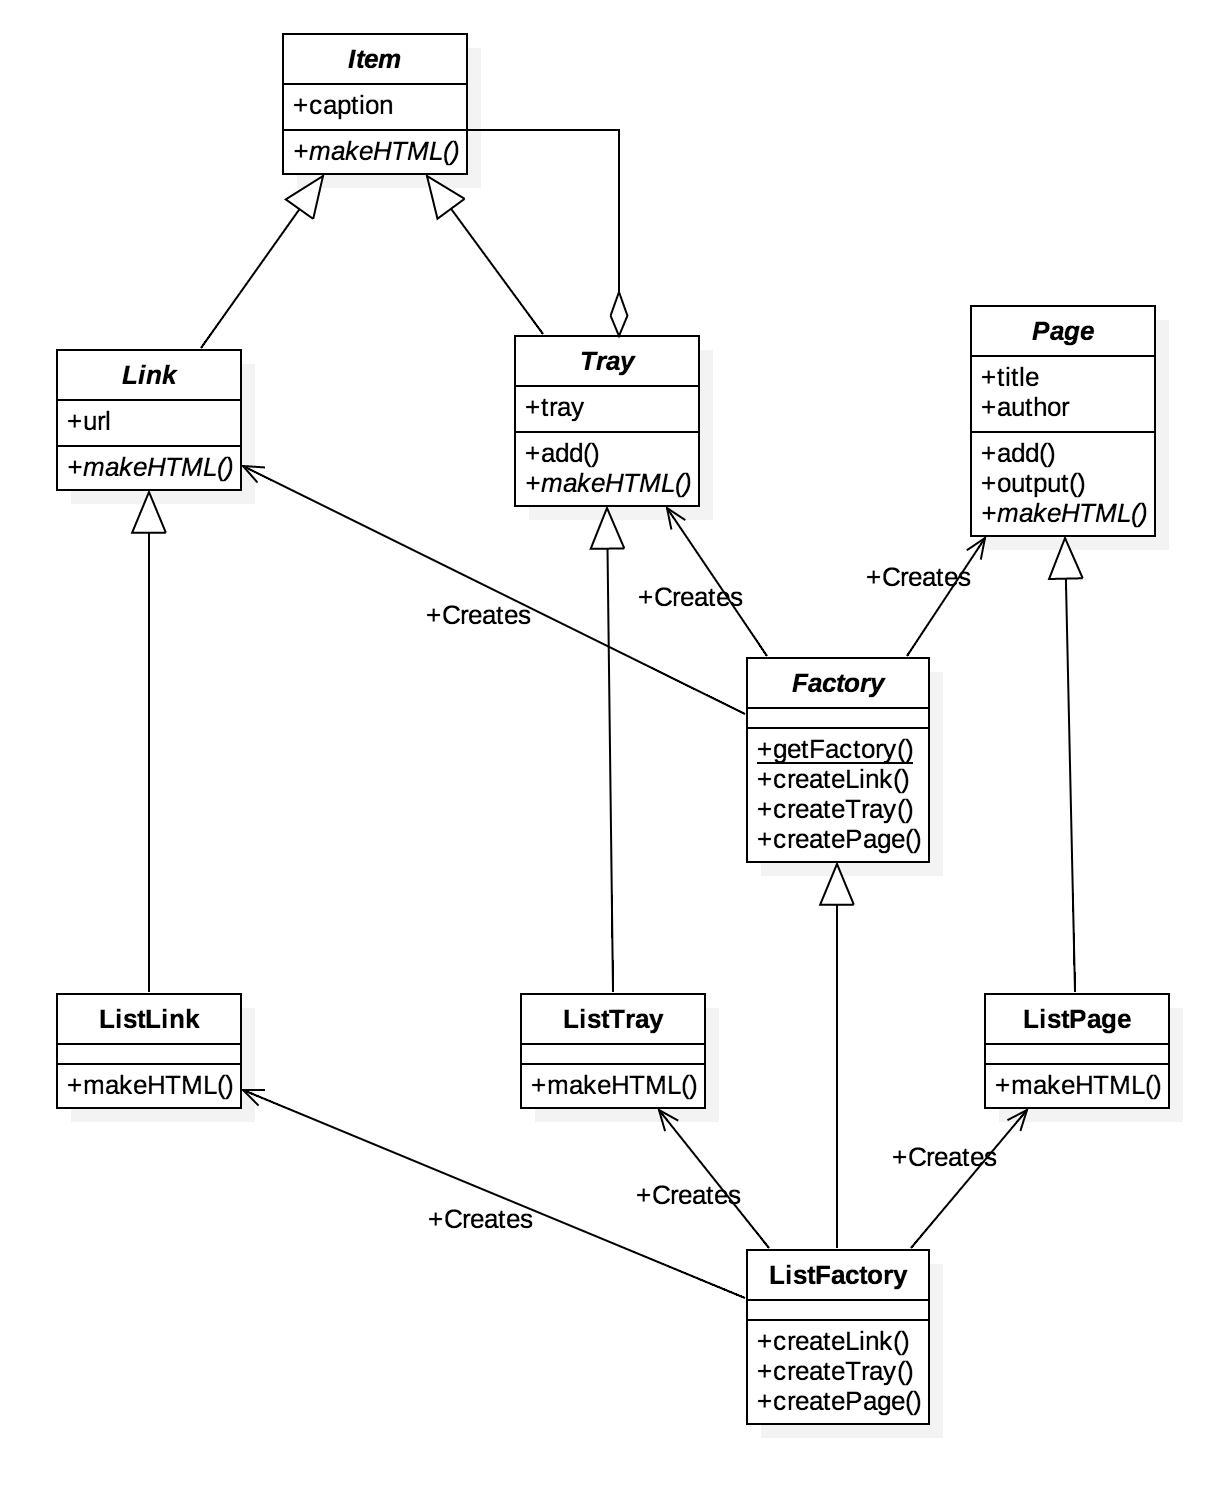 Item
+caption
+makeHTML()
Link
+url
+makeHTML()
Tray
+tray
+add()
+makeHTML()
Page
+title
+author
+add()
+output()
+makeHTML()
+Creates
+Creates
+Creates
Factory
+getFactory()
+createLink()
+createTray()
+createPage()
ListLink
+makeHTML()
ListTray
+makeHTML()
ListPage
+makeHTML()
+Creates
+Creates
+Creates
ListFactory
+createLink()
+createTray()
+createPage()